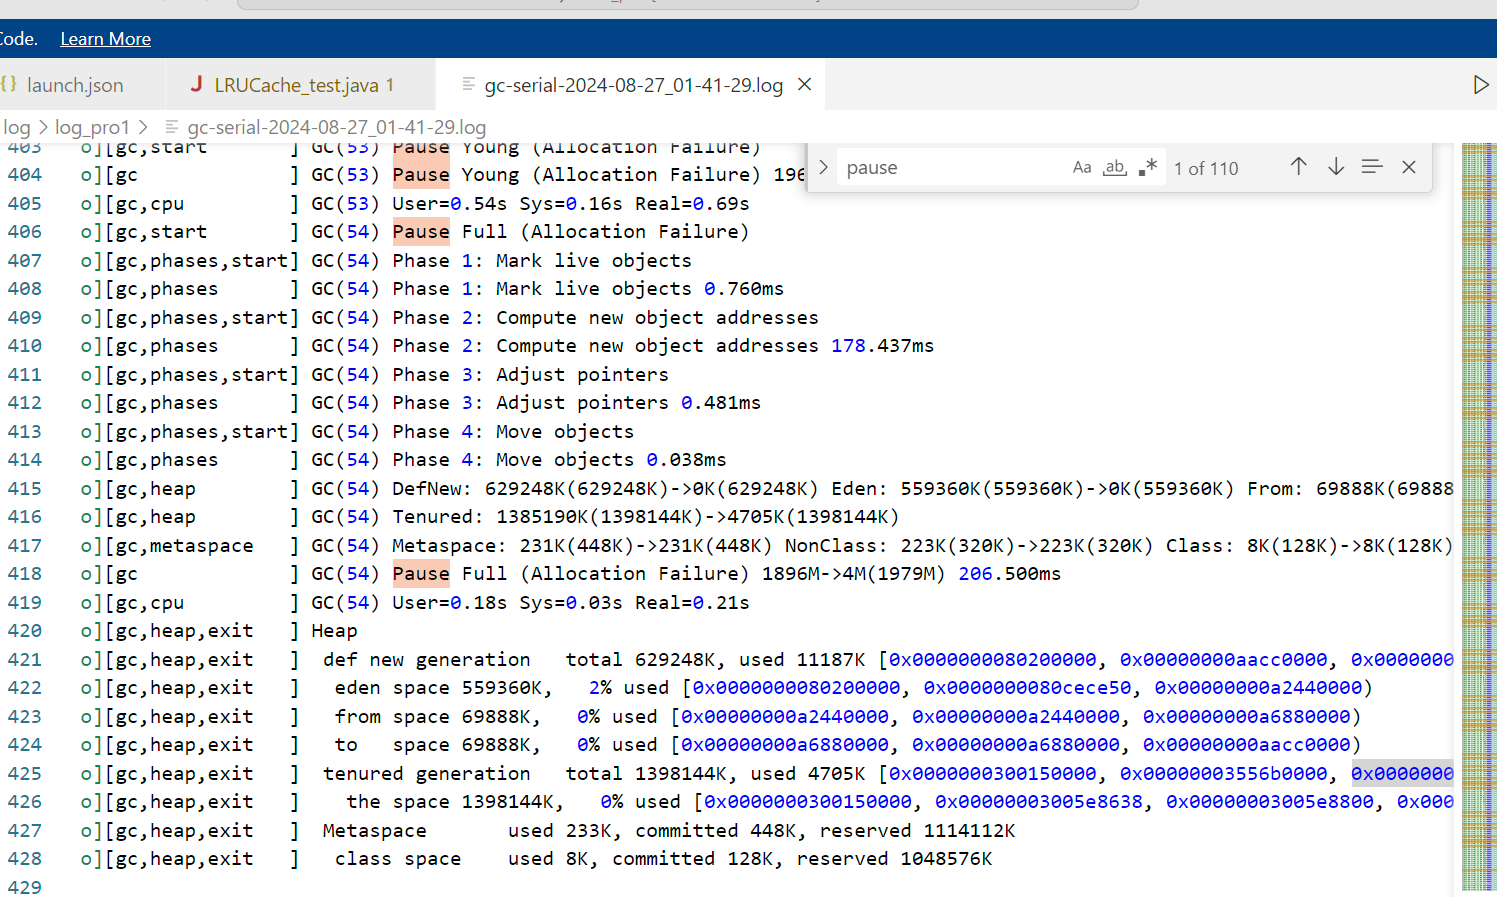 Code. Learn More
{} launch.json J LRUCache_test.java 1 gc-serial-2024-08-27_01-41-29.log
log > log_pro1 > gc-serial-2024-08-27_01-41-29.log
pause Aa ab .* 1 of 110
403 o][gc,start ] GC(53) Pause Young (Allocation Failure)
404 o][gc ] GC(53) Pause Young (Allocation Failure) 196
405 o][gc,cpu ] GC(53) User=0.54s Sys=0.16s Real=0.69s
406 o][gc,start ] GC(54) Pause Full (Allocation Failure)
407 o][gc,phases,start] GC(54) Phase 1: Mark live objects
408 o][gc,phases ] GC(54) Phase 1: Mark live objects 0.760ms
409 o][gc,phases,start] GC(54) Phase 2: Compute new object addresses
410 o][gc,phases ] GC(54) Phase 2: Compute new object addresses 178.437ms
411 o][gc,phases,start] GC(54) Phase 3: Adjust pointers
412 o][gc,phases ] GC(54) Phase 3: Adjust pointers 0.481ms
413 o][gc,phases,start] GC(54) Phase 4: Move objects
414 o][gc,phases ] GC(54) Phase 4: Move objects 0.038ms
415 o][gc,heap ] GC(54) DefNew: 629248K(629248K)->0K(629248K) Eden: 559360K(559360K)->0K(559360K) From: 69888K(69888
416 o][gc,heap ] GC(54) Tenured: 1385190K(1398144K)->4705K(1398144K)
417 o][gc,metaspace ] GC(54) Metaspace: 231K(448K)->231K(448K) NonClass: 223K(320K)->223K(320K) Class: 8K(128K)->8K(128K)
418 o][gc ] GC(54) Pause Full (Allocation Failure) 1896M->4M(1979M) 206.500ms
419 o][gc,cpu ] GC(54) User=0.18s Sys=0.03s Real=0.21s
420 o][gc,heap,exit ] Heap
421 o][gc,heap,exit ] def new generation total 629248K, used 11187K [0x0000000080200000, 0x00000000aacc0000, 0x0000000
422 o][gc,heap,exit ] eden space 559360K, 2% used [0x0000000080200000, 0x0000000080cece50, 0x00000000a2440000)
423 o][gc,heap,exit ] from space 69888K, 0% used [0x00000000a2440000, 0x00000000a2440000, 0x00000000a6880000)
424 o][gc,heap,exit ] to space 69888K, 0% used [0x00000000a6880000, 0x00000000a6880000, 0x00000000aacc0000)
425 o][gc,heap,exit ] tenured generation total 1398144K, used 4705K [0x0000000300150000, 0x00000003556b0000, 0x0000000
426 o][gc,heap,exit ] the space 1398144K, 0% used [0x0000000300150000, 0x00000003005e8638, 0x00000003005e8800, 0x000
427 o][gc,heap,exit ] Metaspace used 233K, committed 448K, reserved 1114112K
428 o][gc,heap,exit ] class space used 8K, committed 128K, reserved 1048576K
429